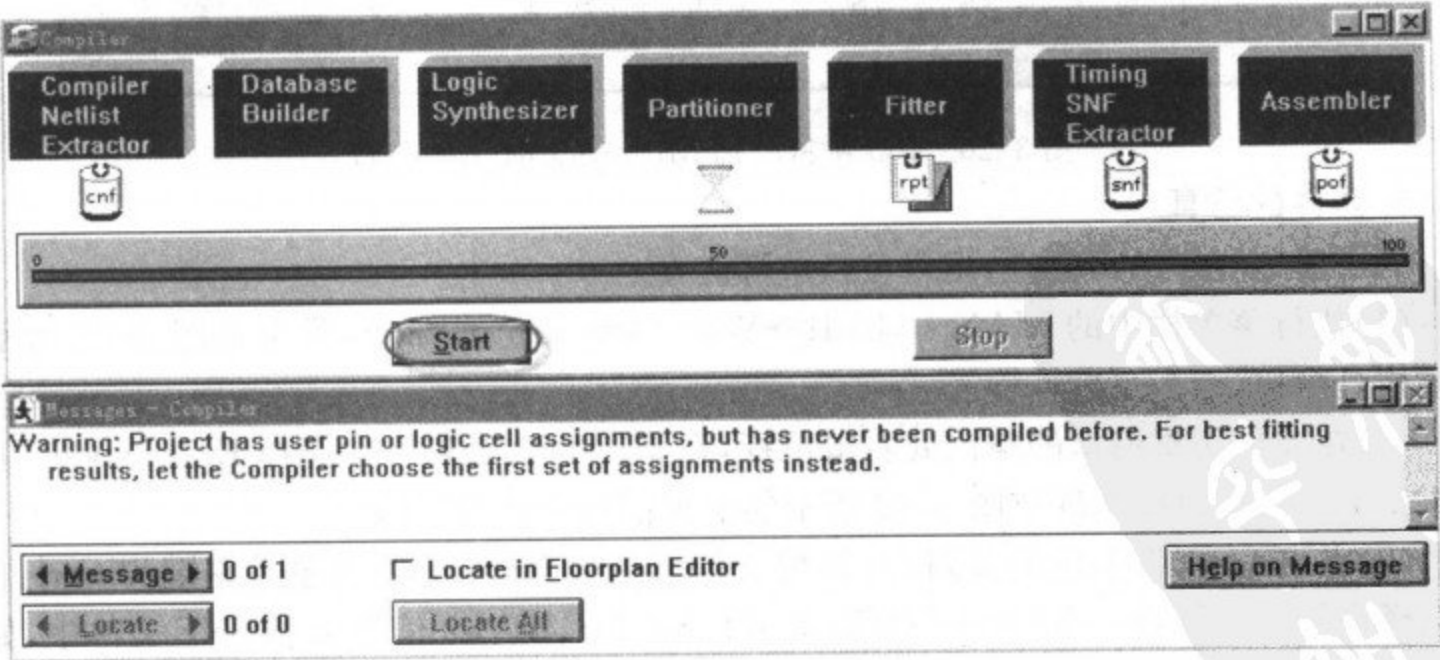 Compiler
Compiler
Netlist
Extractor
Database
Builder
Logic
Synthesizer
Partitioner
Fitter
Timing
SNF
Extractor
Assembler
cnf
rpt
snf
pof
0
50
100
Start
Stop
Messages - Compiler
Warning: Project has user pin or logic cell assignments, but has never been compiled before. For best fitting
results, let the Compiler choose the first set of assignments instead.
Message
0 of 1
Locate in Floorplan Editor
Help on Message
Locate
0 of 0
Locate All